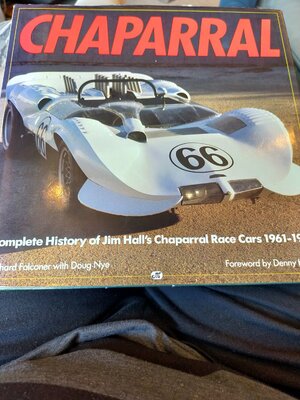 CHAPARRAL
66
66
omplete History of Jim Hall's Chaparral Race Cars 1961-19
hard Falconer with Doug Nye
Foreword by Denny